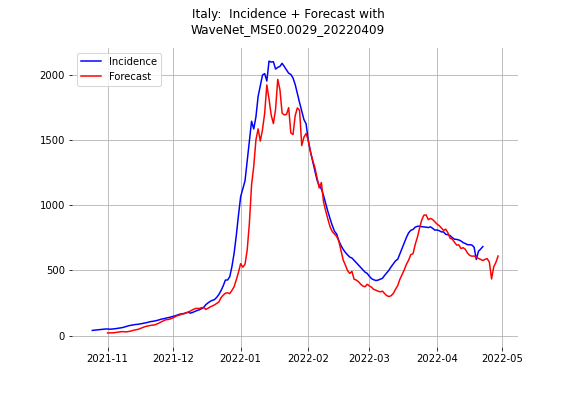 Italy:  Incidence + Forecast with
WaveNet_MSE0.0029_20220409
Incidence
Forecast
2000
1500
1000
500
0
2021-11 2021-12 2022-01 2022-02 2022-03 2022-04 2022-05